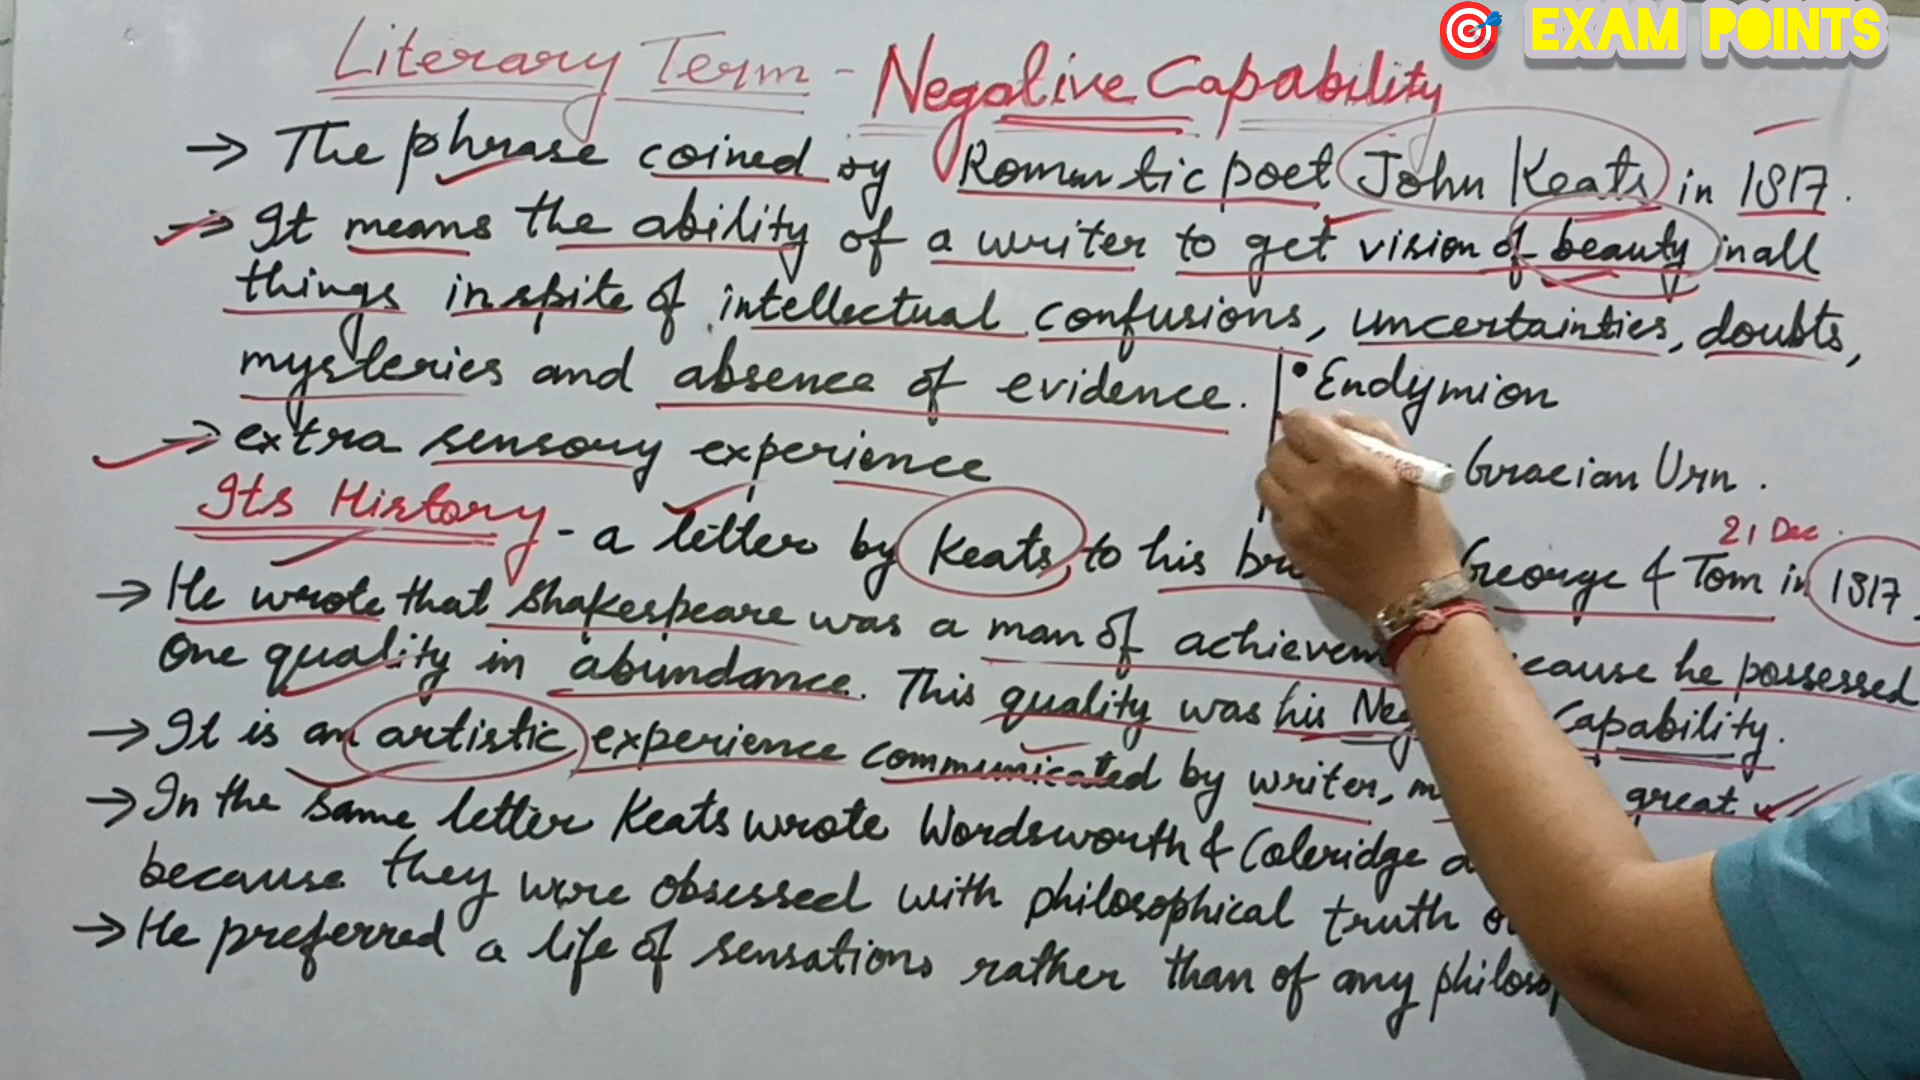 EXAM POINTS
Literary Term - Negative Capability
→ The phrase coined by Romantic poet John Keats in 1817.
→ It means the ability of a writer to get vision of beauty in all
things inspite of intellectual confusions, uncertainties, doubts,
mysteries and absence of evidence.
• Endymion
→ extra sensory experience
Gracian Urn.
Its History - a letter by Keats, to his George & Tom in 1817.
21 Dec.
→ He wrote that Shakespeare was a man of he possessed
one quality in abundance. This quality was his Capability.
→ It is an artistic experience communicated by writer, great
→ In the same letter Keats wrote Wordsworth & Coleridge
because they were obsessed with philosophical truth
→ He preferred a life of sensations rather than of any